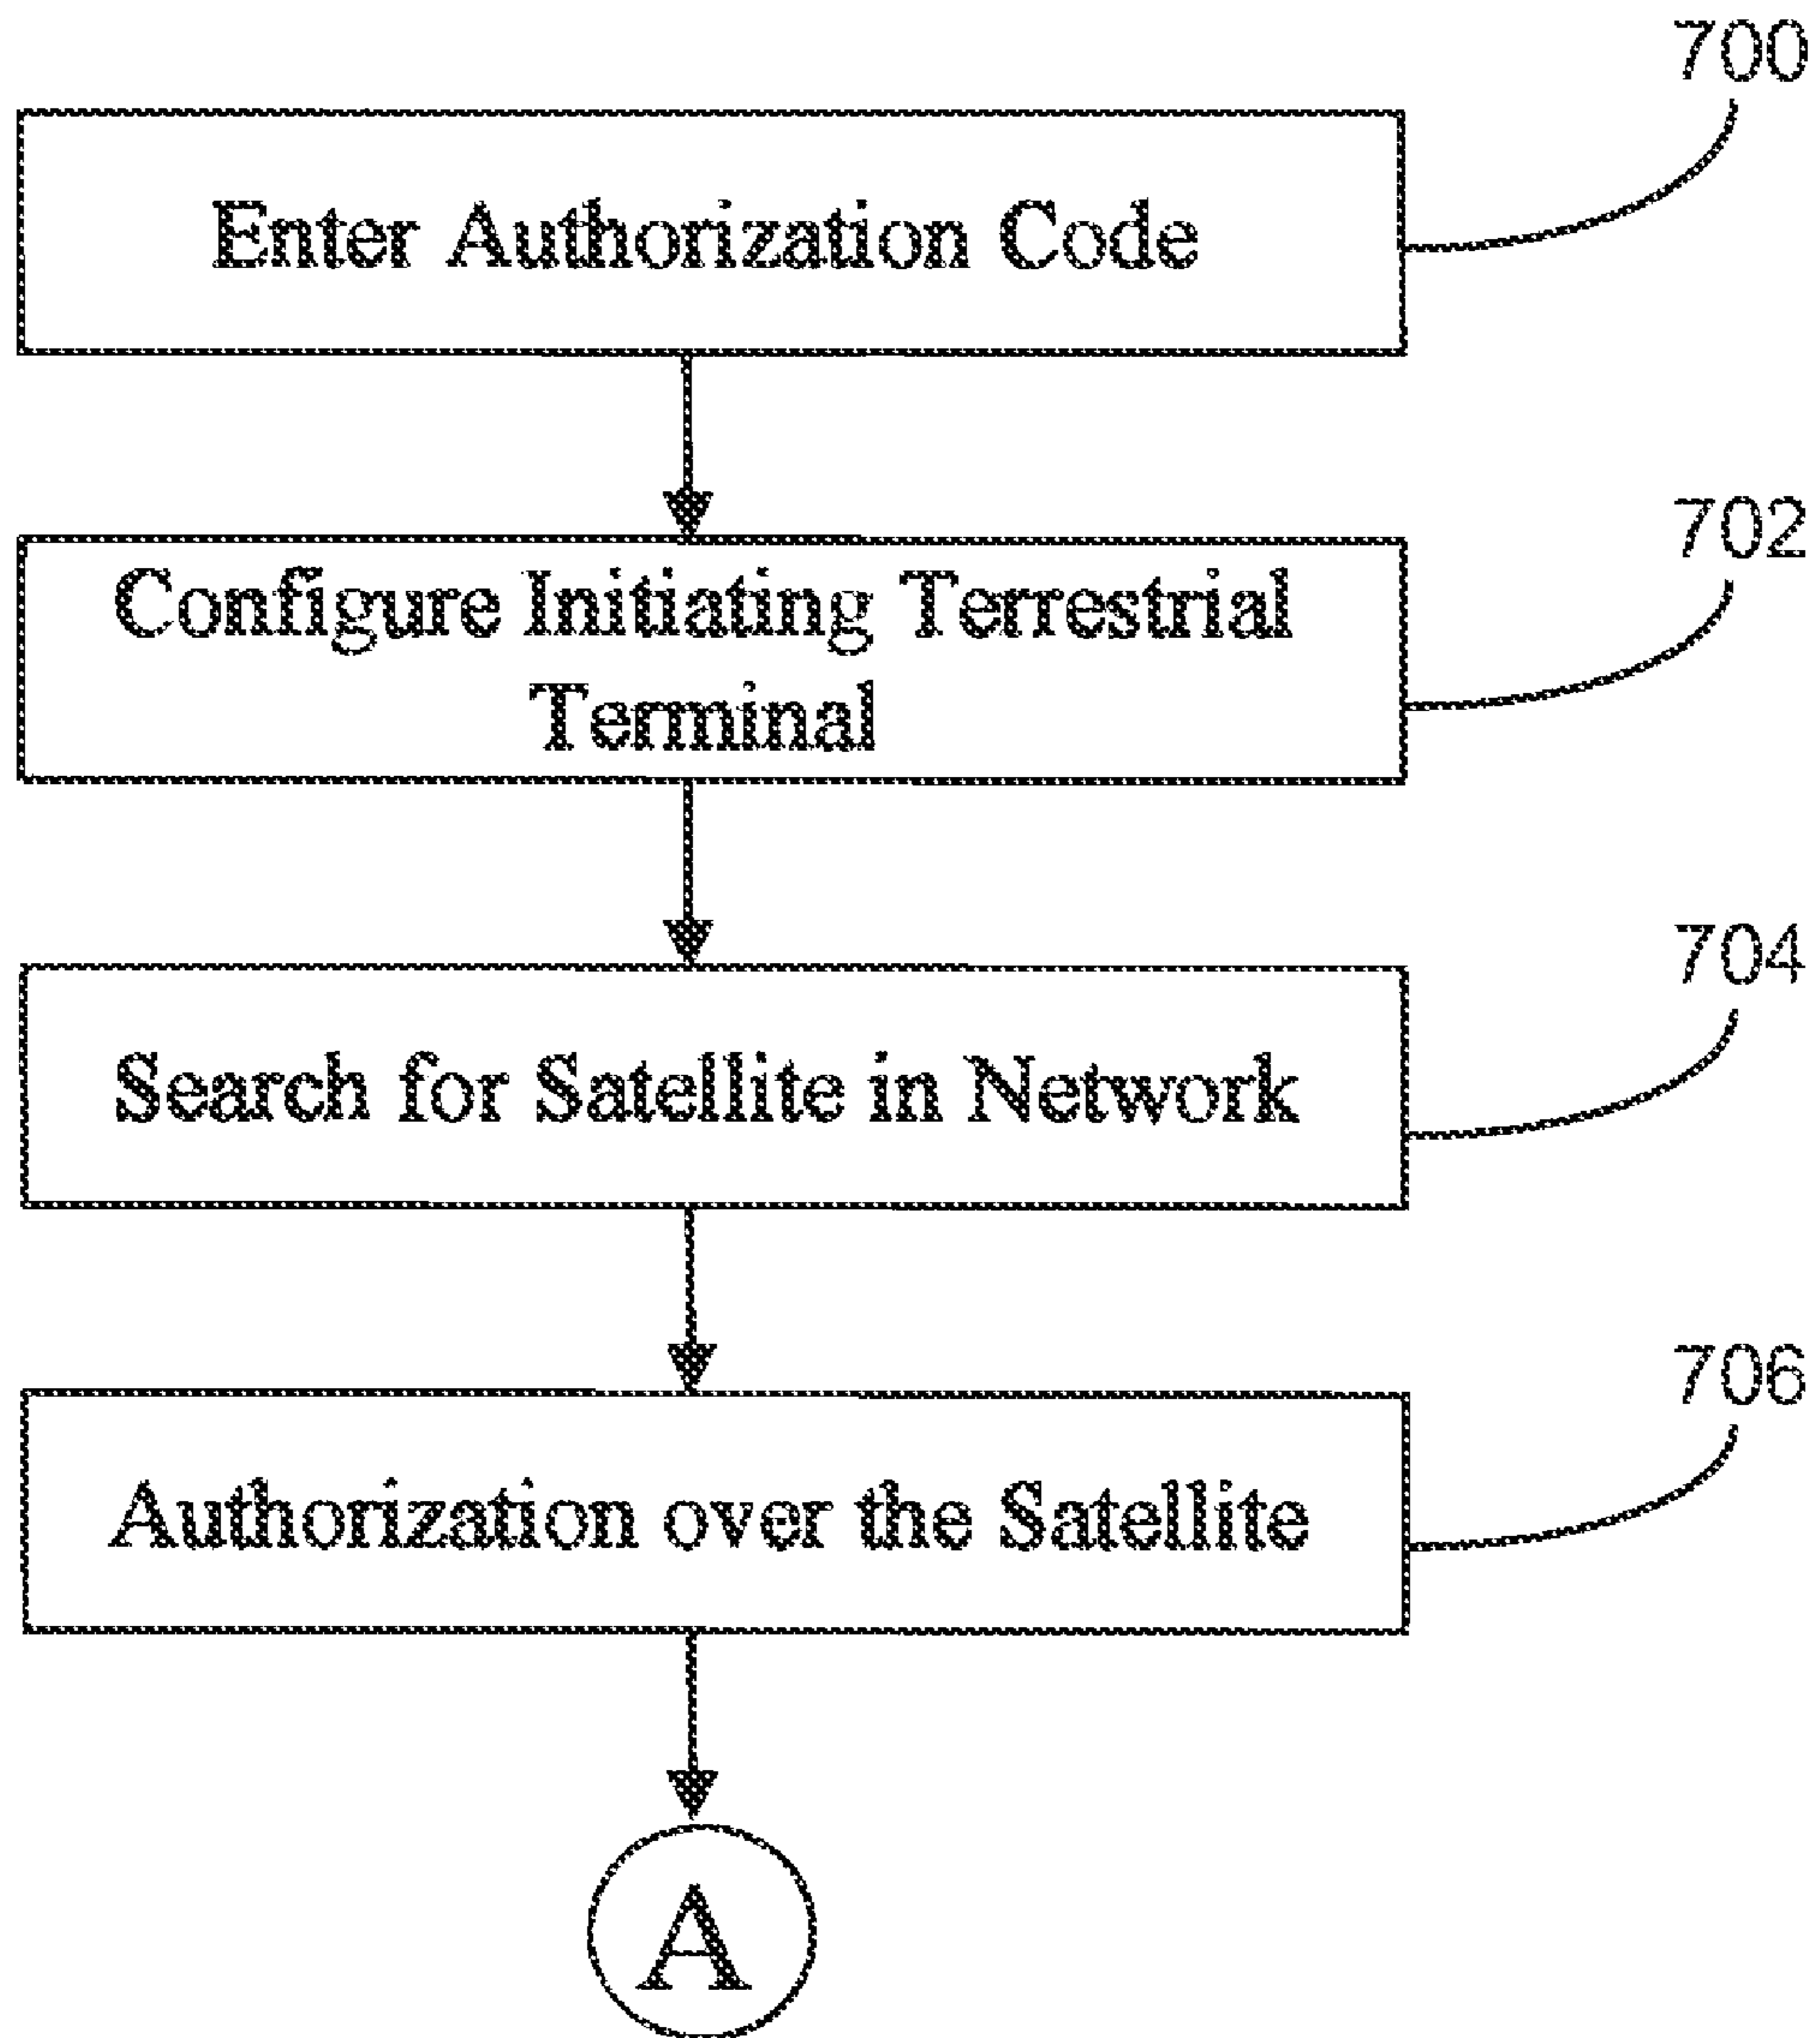 700
Enter Authorization Code
702
Configure Initiating Terrestrial
Terminal
704
Search for Satellite in Network
706
Authorization over the Satellite
A